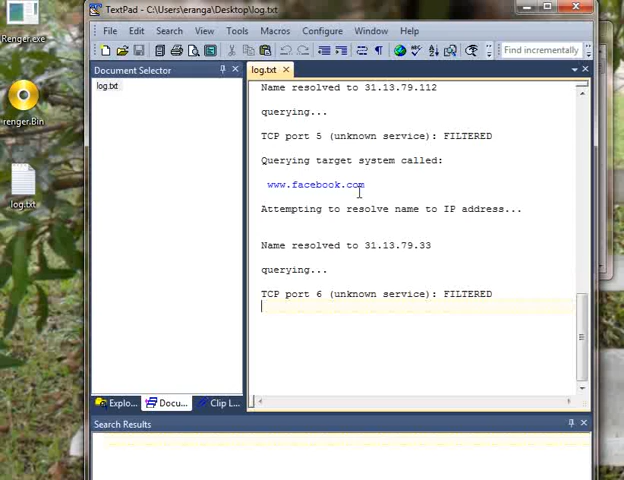 TextPad - C:\Users\eranga\Desktop\log.txt
File Edit Search View Tools Macros Configure Window Help
Find incrementally
Document Selector
log.txt
log.txt
Name resolved to 31.13.79.112
querying...
TCP port 5 (unknown service): FILTERED
Querying target system called:
www.facebook.com
Attempting to resolve name to IP address...
Name resolved to 31.13.79.33
querying...
TCP port 6 (unknown service): FILTERED
Explo...
Docu...
Clip L...
Search Results
Renger.exe
renger.Bin
log.txt